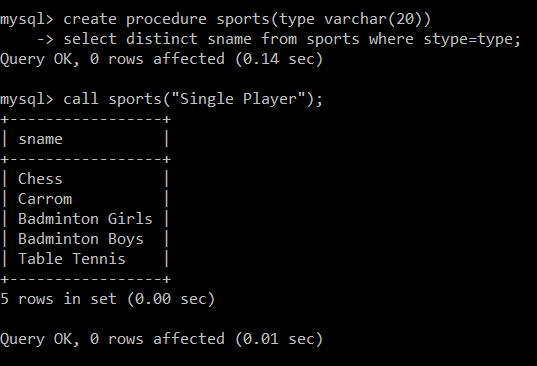 mysql> create procedure sports(type varchar(20))
    -> select distinct sname from sports where stype=type;
Query OK, 0 rows affected (0.14 sec)
mysql> call sports("Single Player");
+-----------------+
| sname           |
+-----------------+
| Chess           |
| Carrom          |
| Badminton Girls |
| Badminton Boys  |
| Table Tennis    |
+-----------------+
5 rows in set (0.00 sec)
Query OK, 0 rows affected (0.01 sec)